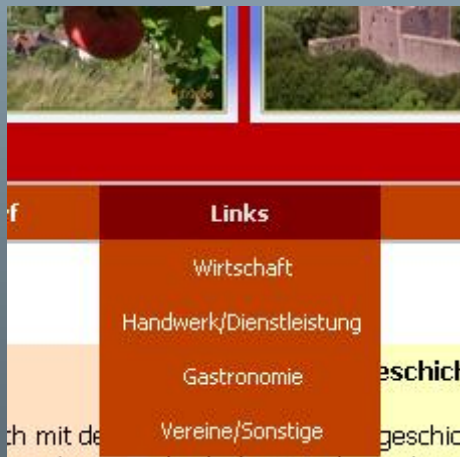 Links
Wirtschaft
Handwerk/Dienstleistung
Gastronomie
Vereine/Sonstige